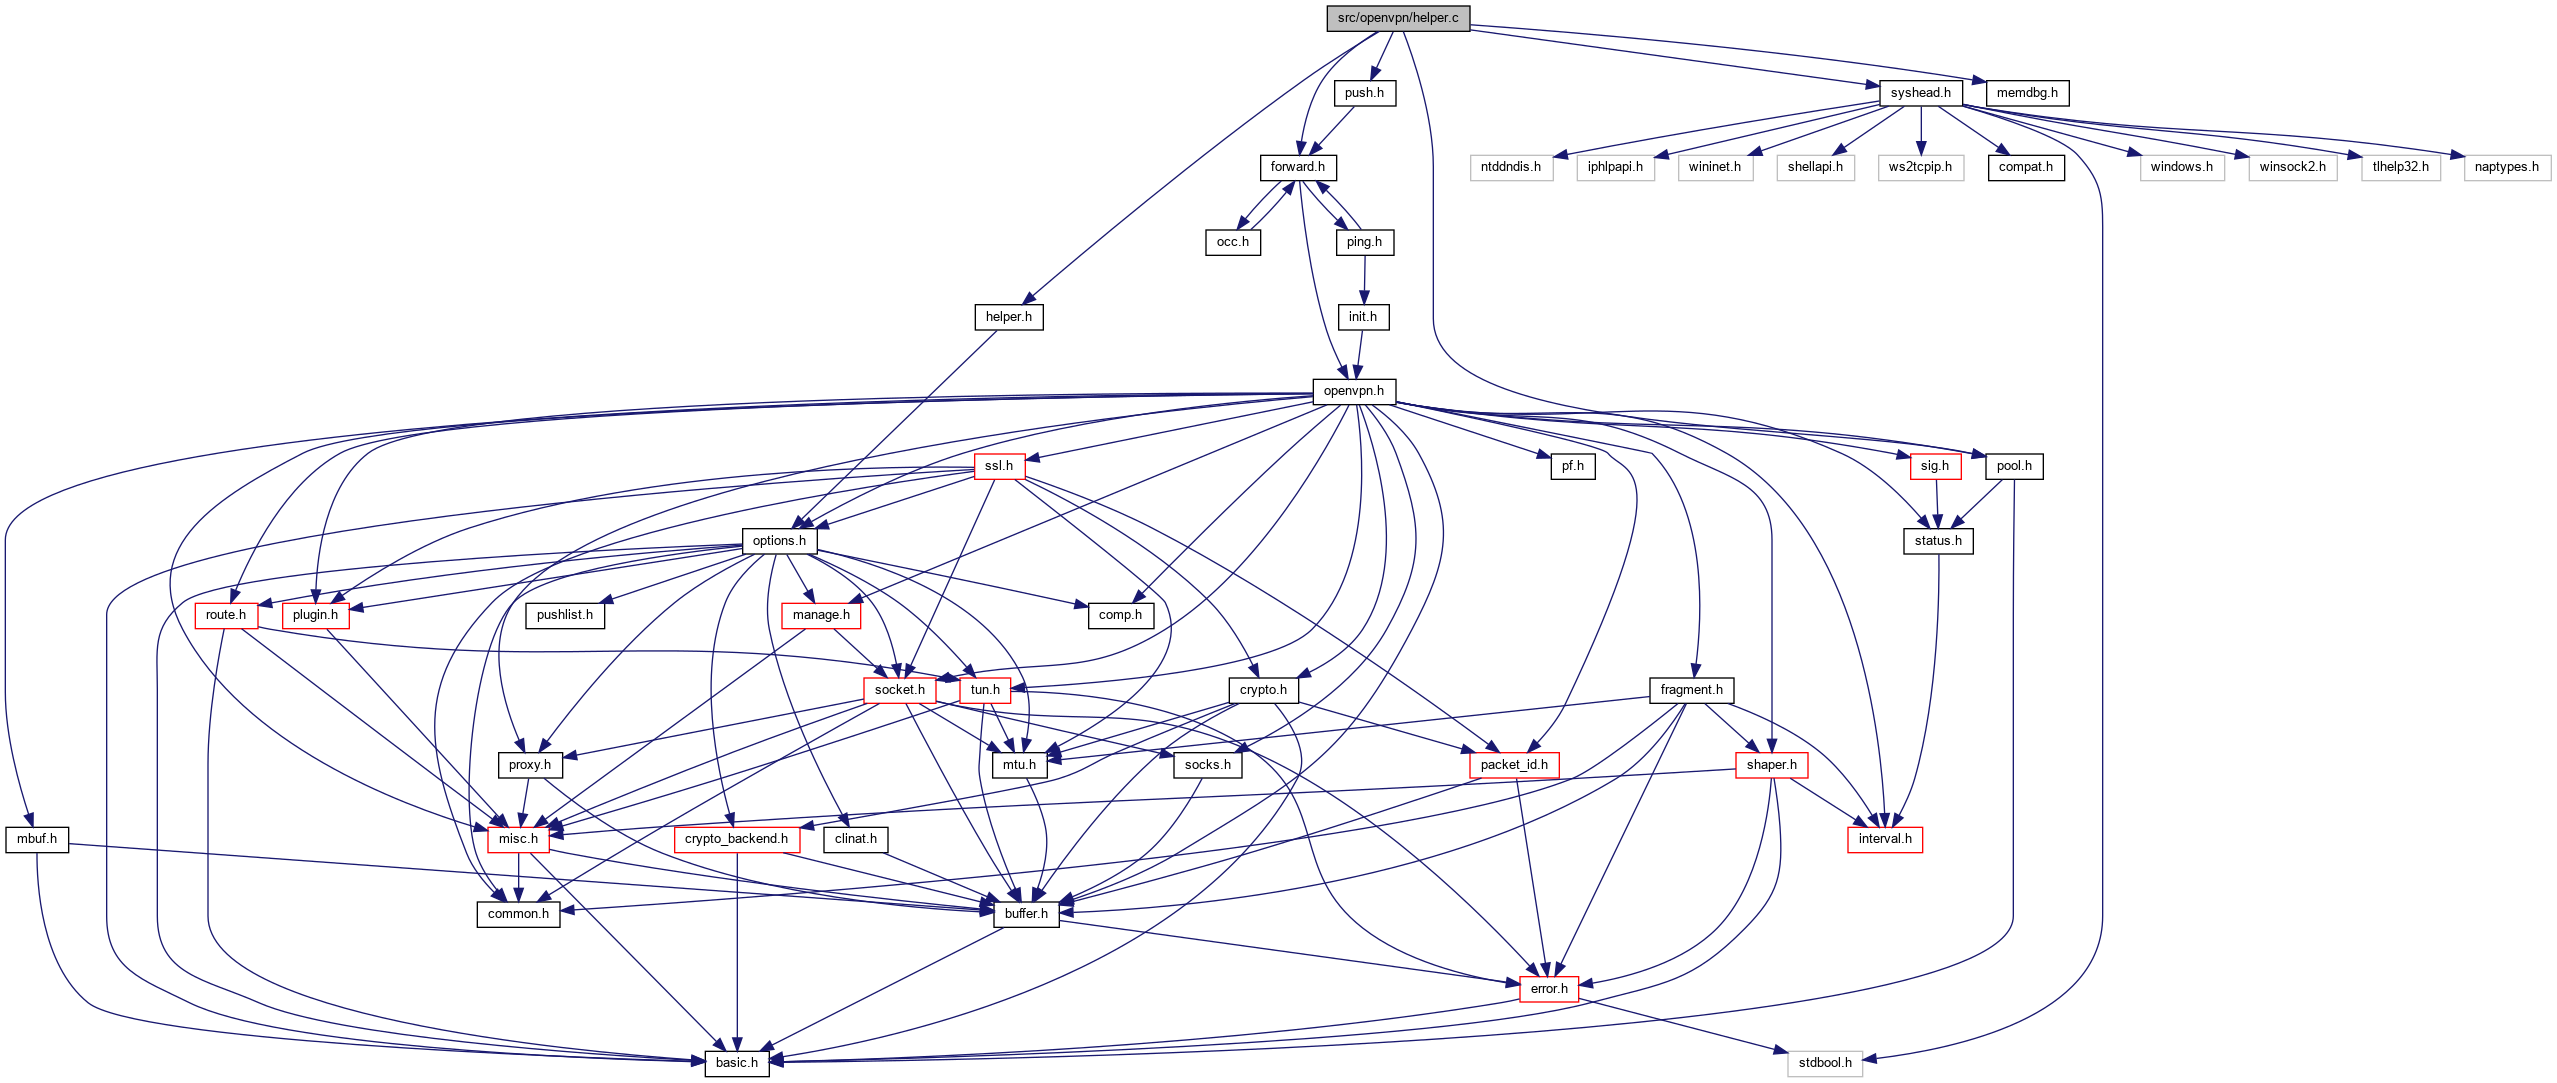 src/openvpn/helper.c
push.h
syshead.h
memdbg.h
forward.h
ntddndis.h
iphlpapi.h
wininet.h
shellapi.h
ws2tcpip.h
compat.h
windows.h
winsock2.h
tlhelp32.h
naptypes.h
occ.h
ping.h
helper.h
init.h
openvpn.h
ssl.h
pf.h
sig.h
pool.h
options.h
status.h
route.h
plugin.h
pushlist.h
manage.h
comp.h
socket.h
tun.h
crypto.h
fragment.h
proxy.h
mtu.h
socks.h
packet_id.h
shaper.h
mbuf.h
misc.h
crypto_backend.h
clinat.h
interval.h
common.h
buffer.h
error.h
basic.h
stdbool.h